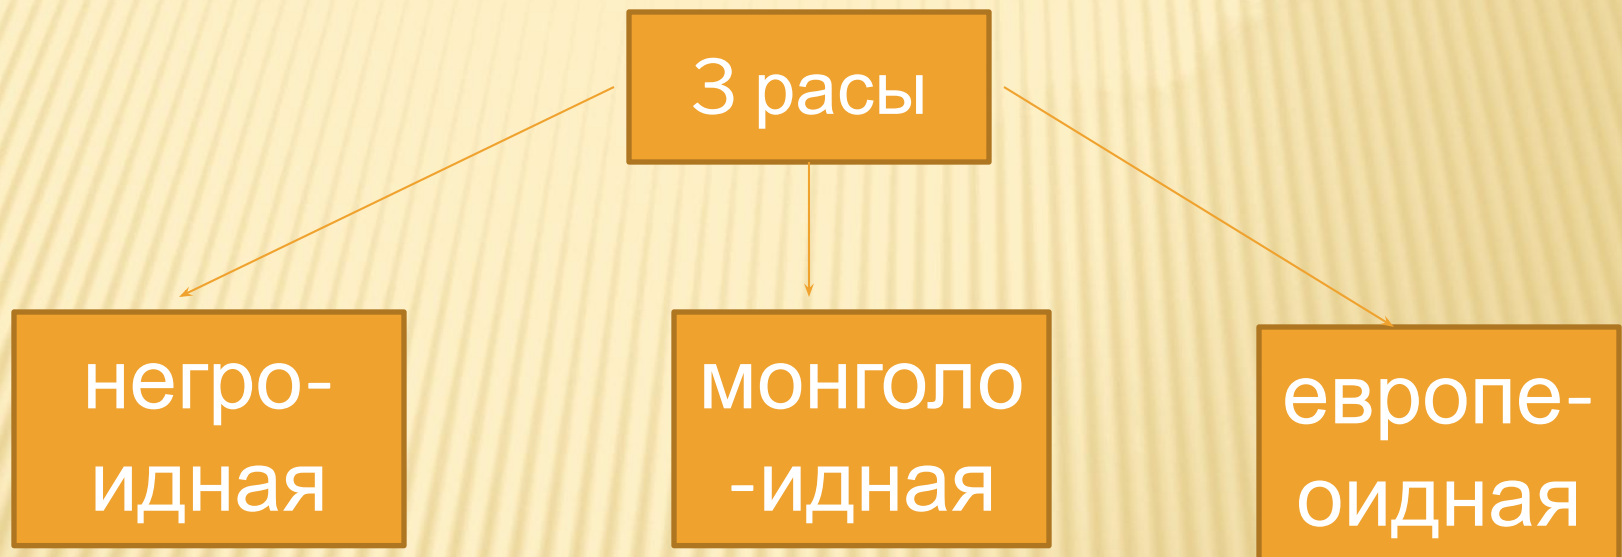 3 расы
негро-
идная
монголо
-идная
европе-
оидная